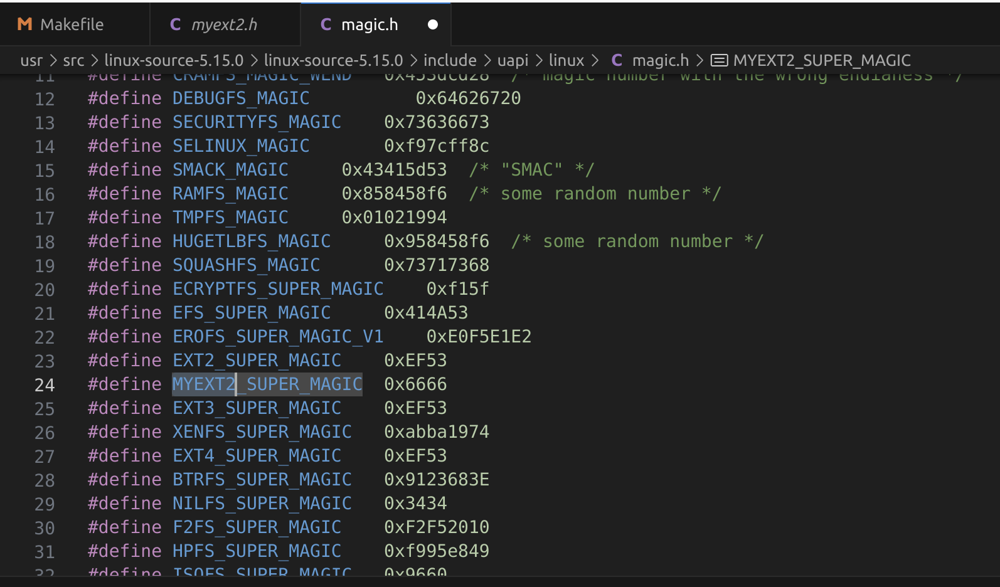 M Makefile C myext2.h C magic.h
usr > src > linux-source-5.15.0 > linux-source-5.15.0 > include > uapi > linux > C magic.h > MYEXT2_SUPER_MAGIC
11 #define CRAMFS_MAGIC_WEND 0x453dcd28 /* magic number with the wrong endianess */
12 #define DEBUGFS_MAGIC 0x64626720
13 #define SECURITYFS_MAGIC 0x73636673
14 #define SELINUX_MAGIC 0xf97cff8c
15 #define SMACK_MAGIC 0x43415d53 /* "SMAC" */
16 #define RAMFS_MAGIC 0x858458f6 /* some random number */
17 #define TMPFS_MAGIC 0x01021994
18 #define HUGETLBFS_MAGIC 0x958458f6 /* some random number */
19 #define SQUASHFS_MAGIC 0x73717368
20 #define ECRYPTFS_SUPER_MAGIC 0xf15f
21 #define EFS_SUPER_MAGIC 0x414A53
22 #define EROFS_SUPER_MAGIC_V1 0xE0F5E1E2
23 #define EXT2_SUPER_MAGIC 0xEF53
24 #define MYEXT2_SUPER_MAGIC 0x6666
25 #define EXT3_SUPER_MAGIC 0xEF53
26 #define XENFS_SUPER_MAGIC 0xabba1974
27 #define EXT4_SUPER_MAGIC 0xEF53
28 #define BTRFS_SUPER_MAGIC 0x9123683E
29 #define NILFS_SUPER_MAGIC 0x3434
30 #define F2FS_SUPER_MAGIC 0xF2F52010
31 #define HPFS_SUPER_MAGIC 0xf995e849
32 #define ISOFS_SUPER_MAGIC 0x9660